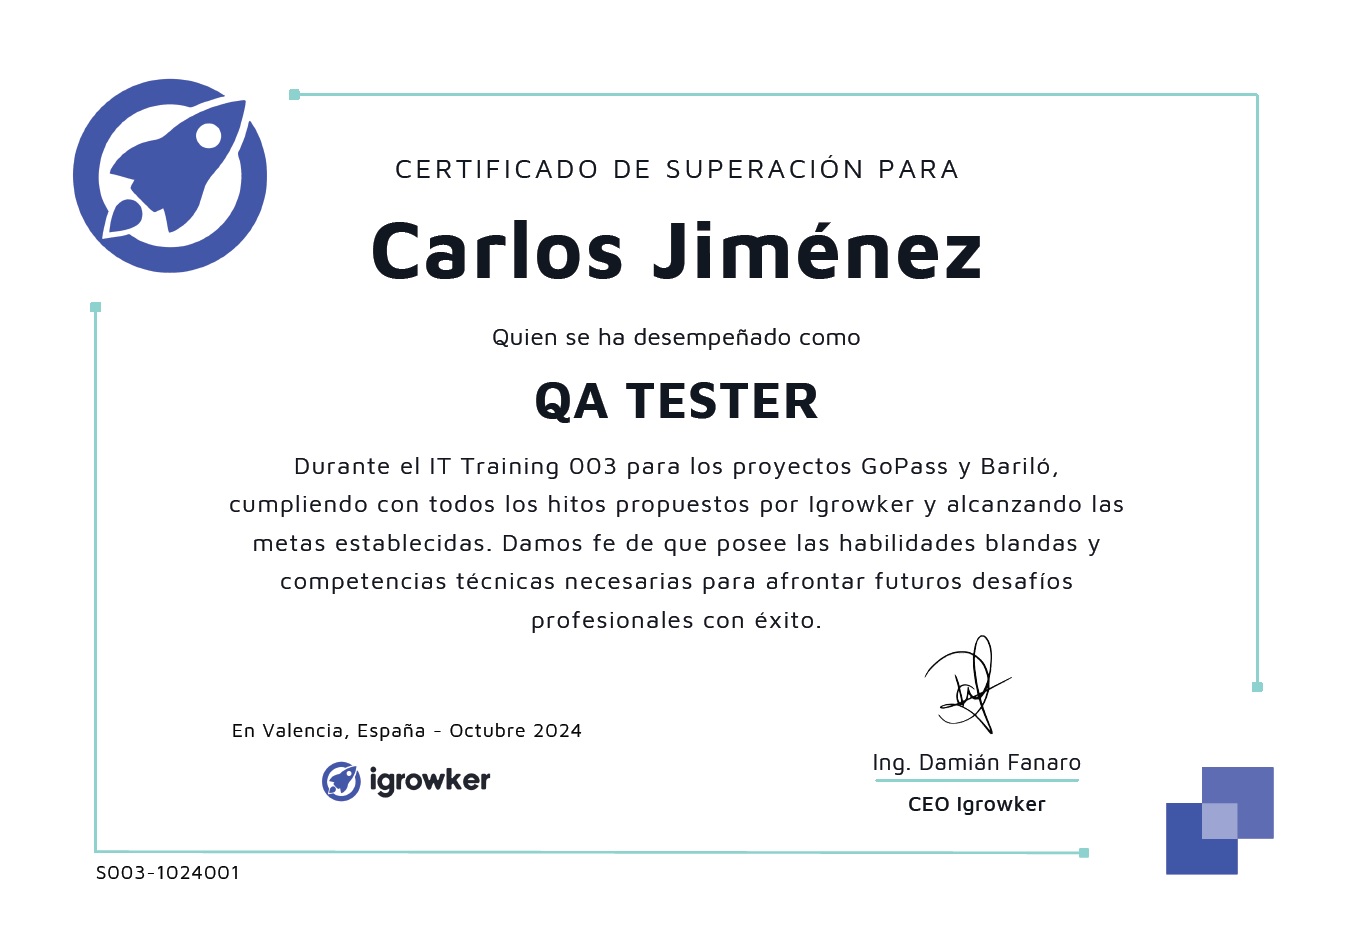 CERTIFICADO DE SUPERACIÓN PARA
Carlos Jiménez
Quien se ha desempeñado como
QA TESTER
Durante el IT Training 003 para los proyectos GoPass y Bariló,
cumpliendo con todos los hitos propuestos por Igrowker y alcanzando las
metas establecidas. Damos fe de que posee las habilidades blandas y
competencias técnicas necesarias para afrontar futuros desafíos
profesionales con éxito.
En Valencia, España - Octubre 2024
igrowker
Ing. Damián Fanaro
CEO Igrowker
S003-1024001